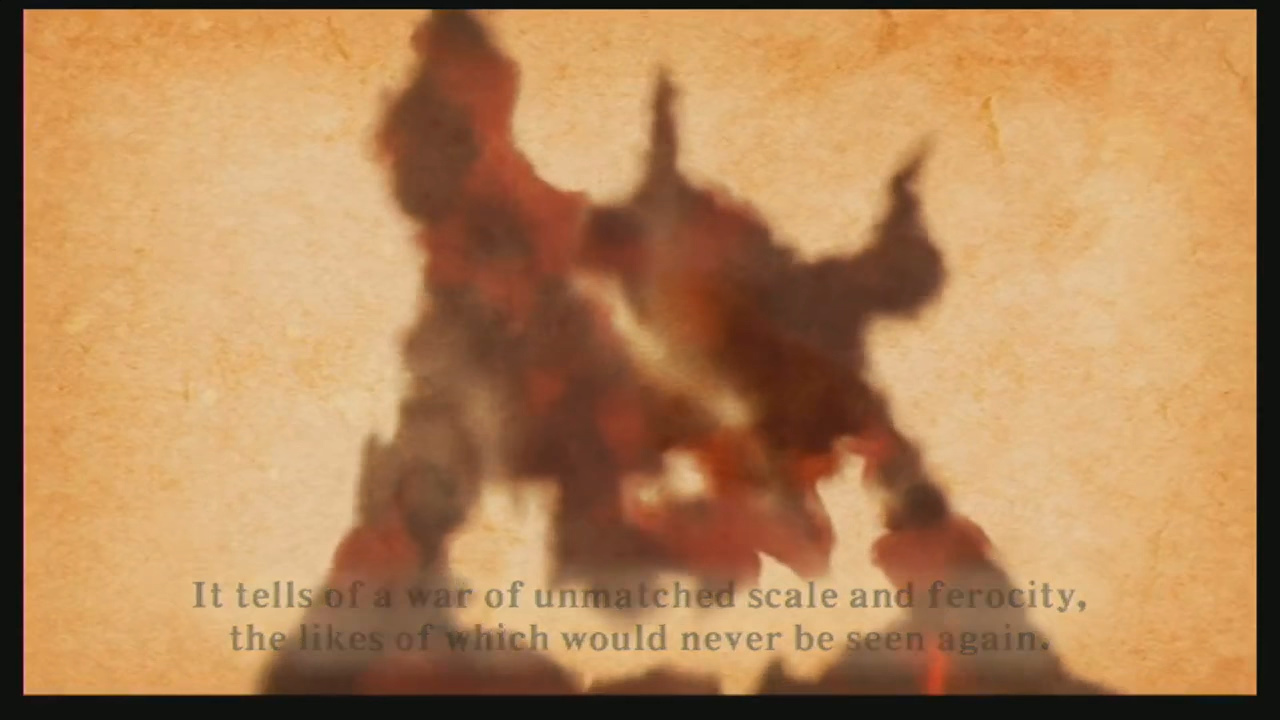 It tells of a war of unmatched scale and ferocity,
the likes of which would never be seen again.